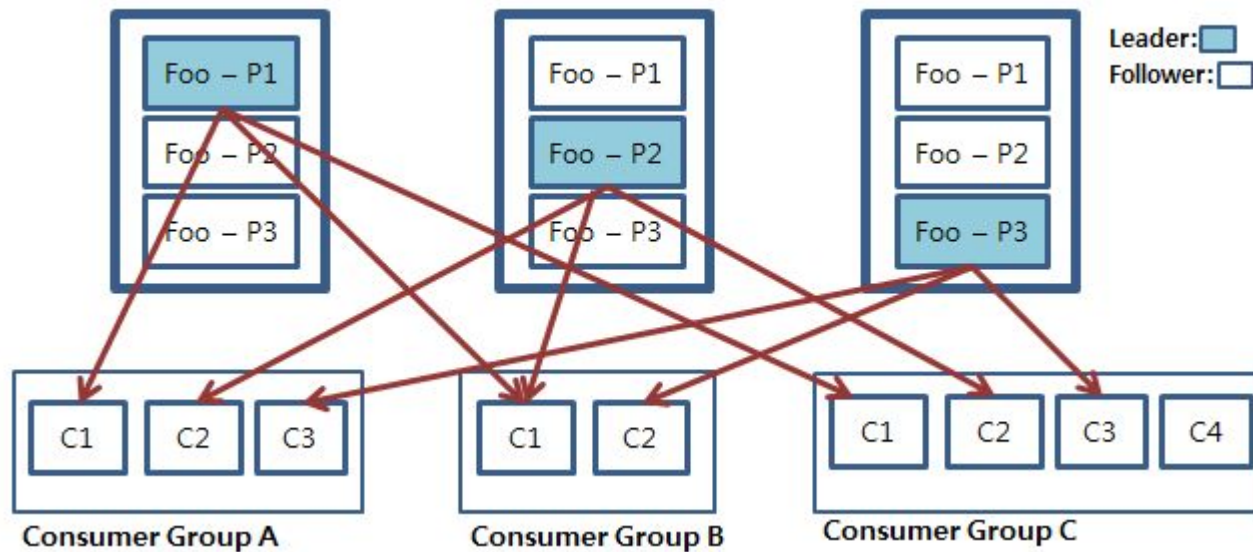 Leader:
Follower:
Foo – P1
Foo – P2
Foo – P3
Foo – P1
Foo – P2
Foo – P3
Foo – P1
Foo – P2
Foo – P3
C1
C2
C3
Consumer Group A
C1
C2
Consumer Group B
C1
C2
C3
C4
Consumer Group C